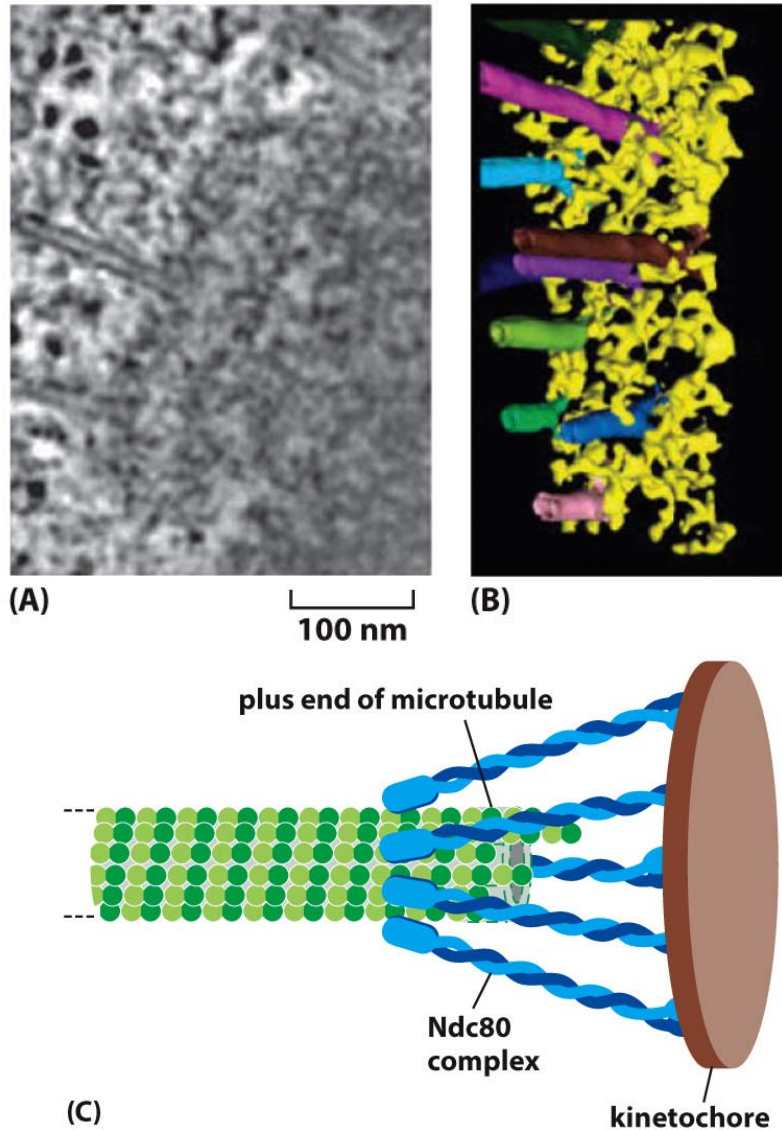 (A)
(B)
100 nm
plus end of microtubule
Ndc80
complex
(C)
kinetochore